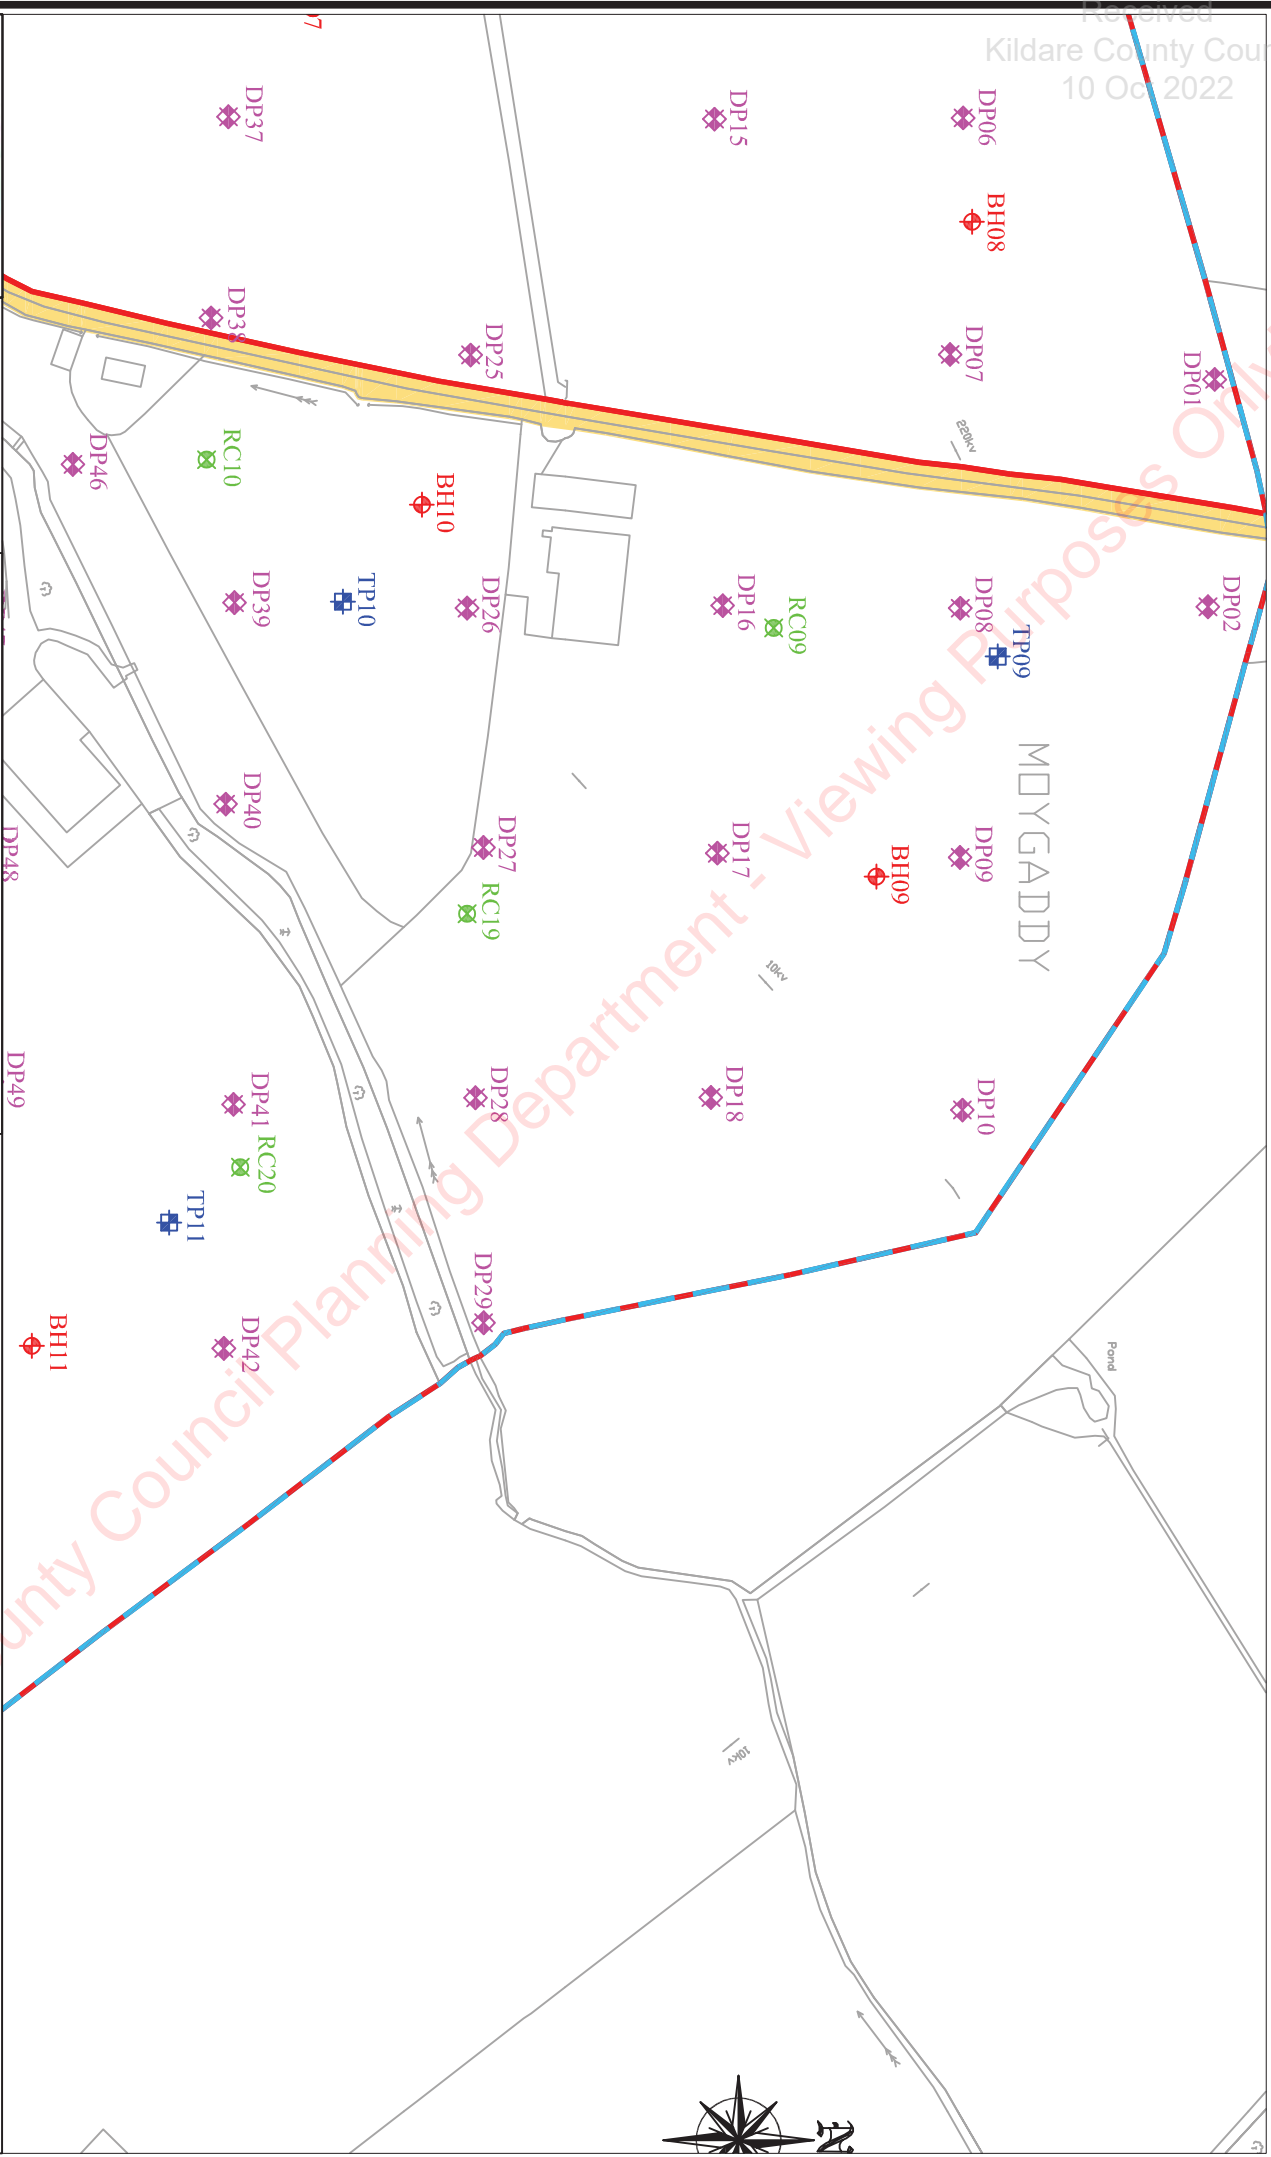 Received
Kildare County Coun
10 Oct 2022
DP37
DP15
DP06
BH08
DP38
DP25
DP07
DP01
220kv
DP46
RC10
BH10
DP39
TP10
DP26
DP16
RC09
DP08
TP09
DP02
MOYGADDY
DP40
DP27
RC19
DP17
BH09
DP09
DP48
10kv
DP49
DP41
RC20
TP11
DP28
DP18
DP10
DP29
DP42
BH11
Pond
10kv
N
unty Council Planning Department - Viewing Purposes Only